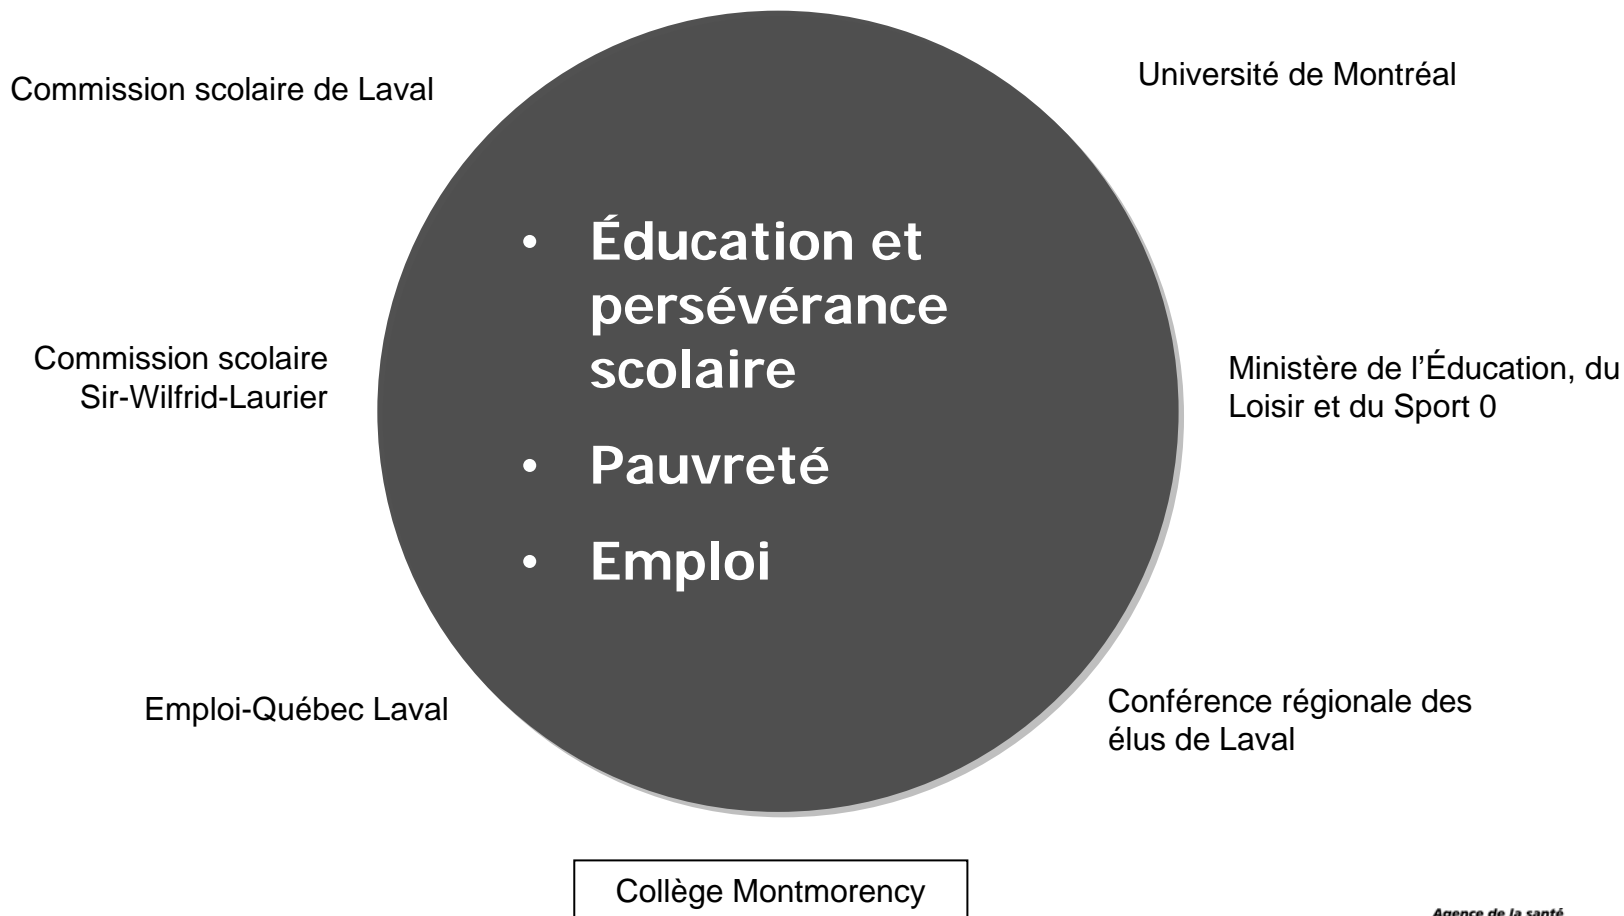 Commission scolaire de Laval
Université de Montréal
• Éducation et
persévérance
scolaire
• Pauvreté
• Emploi
Commission scolaire
Sir-Wilfrid-Laurier
Ministère de l’Éducation, du
Loisir et du Sport 0
Emploi-Québec Laval
Conférence régionale des
élus de Laval
Collège Montmorency
Agence de la santé